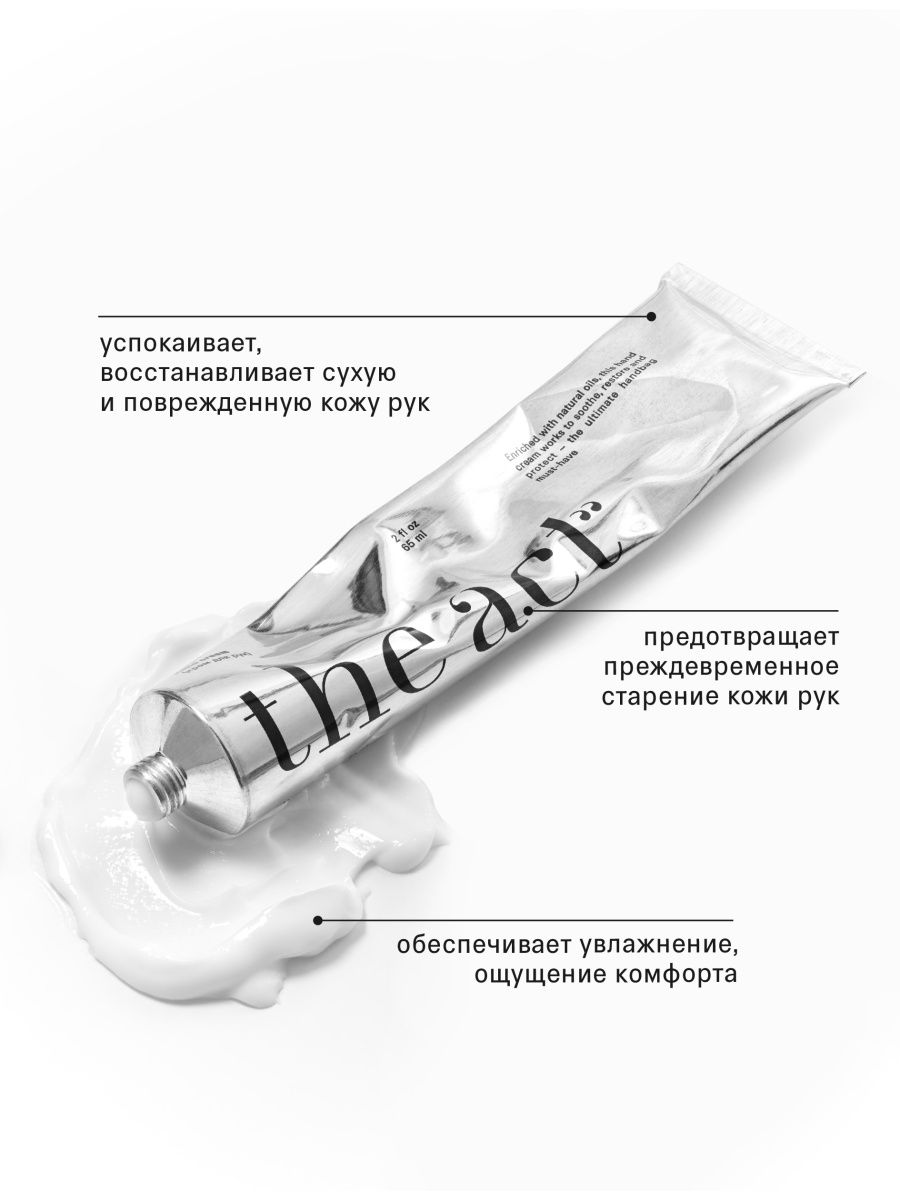 успокаивает,
восстанавливает сухую
и поврежденную кожу рук
Enriched with natural oils, this hand
cream works to soothe, restore and
protect – the ultimate handbag
must-have
2 fl oz
65 ml
the act
предотвращает
преждевременное
старение кожи рук
обеспечивает увлажнение,
ощущение комфорта